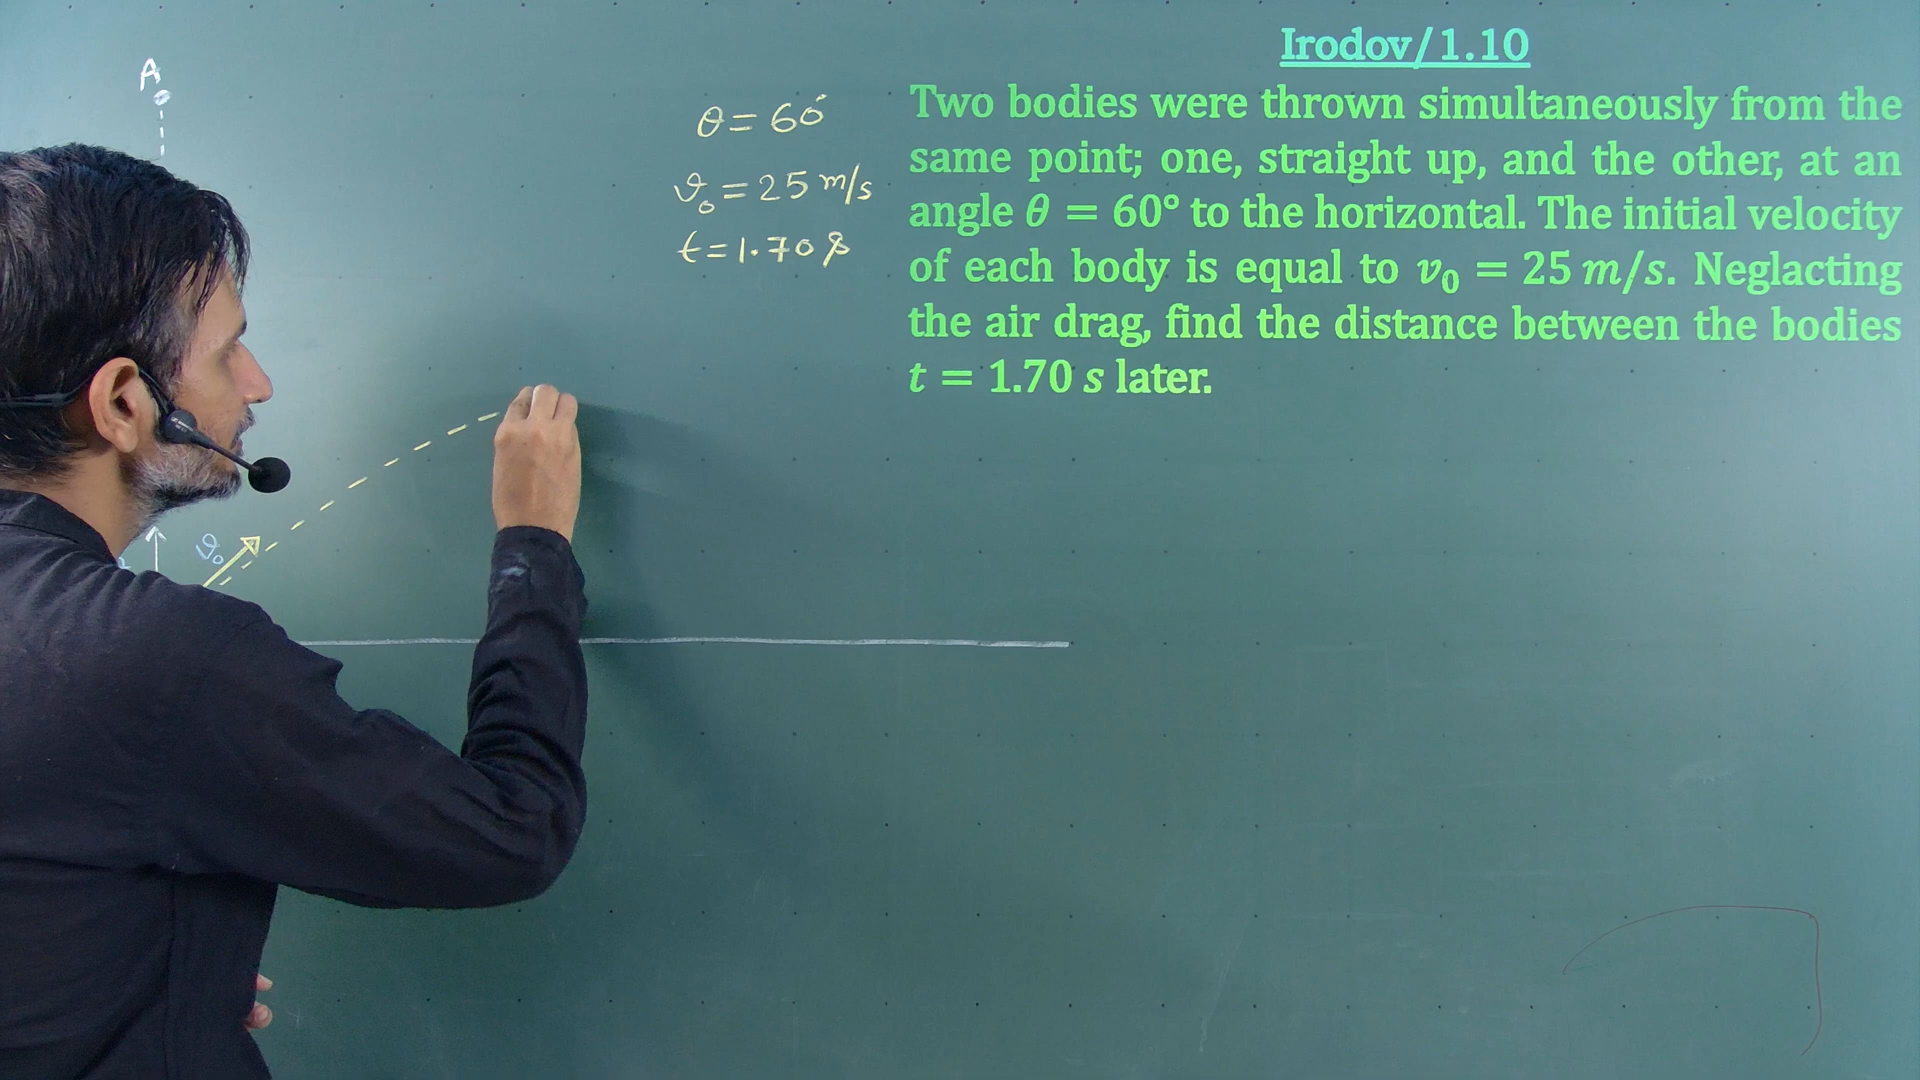 Irodov/1.10
Two bodies were thrown simultaneously from the
same point; one, straight up, and the other, at an
angle θ = 60° to the horizontal. The initial velocity
of each body is equal to v₀ = 25 m/s. Neglacting
the air drag, find the distance between the bodies
t = 1.70 s later.
A
θ = 60°
v₀ = 25 m/s
t = 1.70 s
v₀